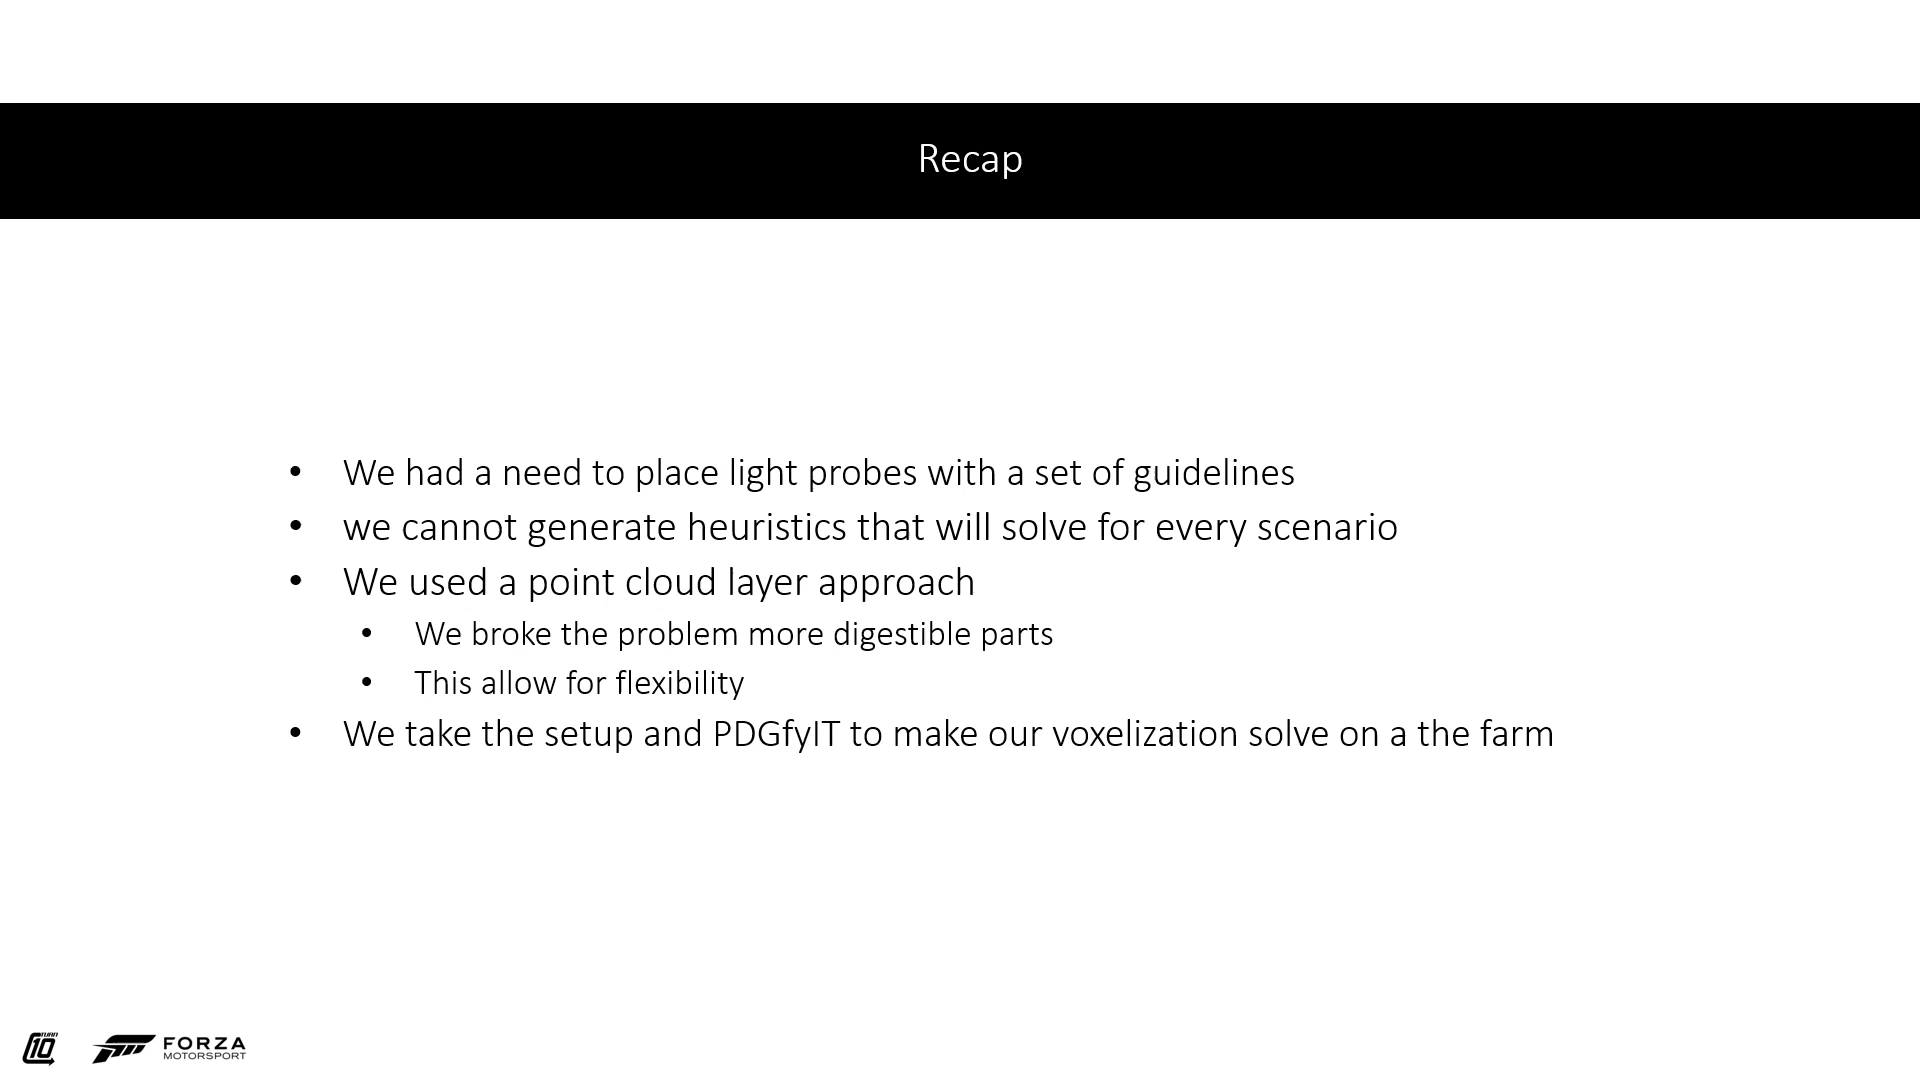 Recap
• We had a need to place light probes with a set of guidelines
• we cannot generate heuristics that will solve for every scenario
• We used a point cloud layer approach
• We broke the problem more digestible parts
• This allow for flexibility
• We take the setup and PDGfyIT to make our voxelization solve on a the farm
TURN
10
FORZA
MOTORSPORT